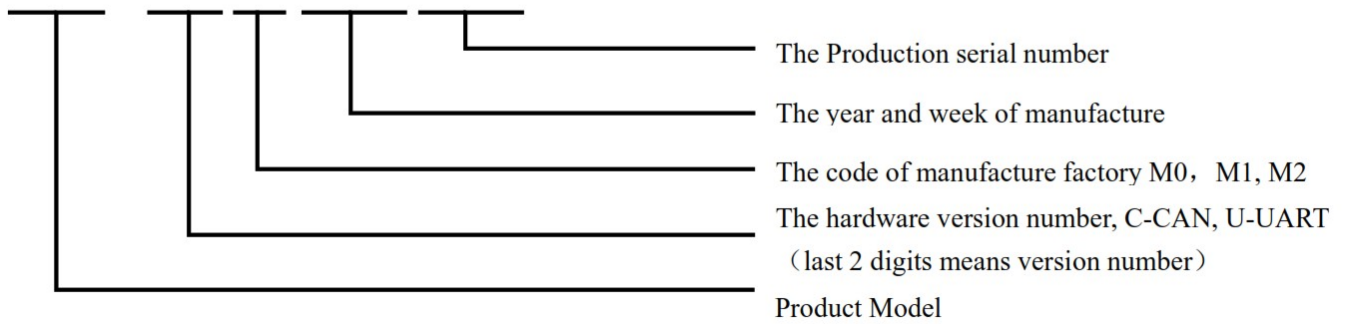 The Production serial number
The year and week of manufacture
The code of manufacture factory M0，M1, M2
The hardware version number, C-CAN, U-UART
（last 2 digits means version number）
Product Model